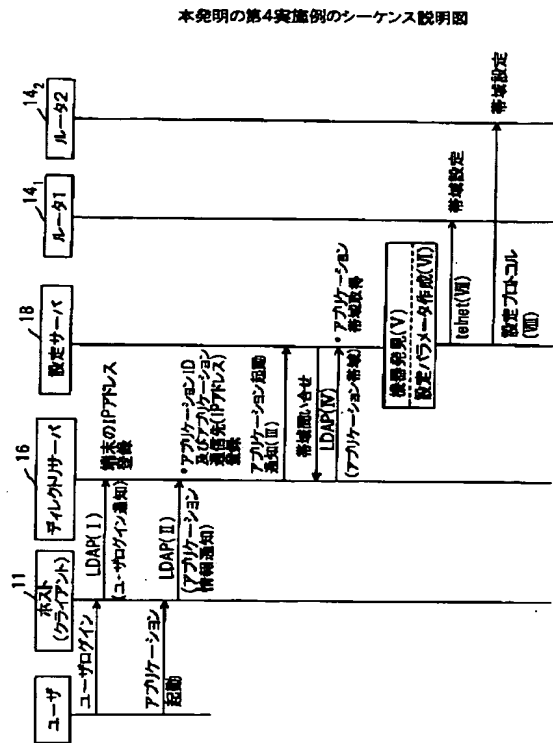 本発明の第4実施例のシーケンス説明図
ユーザ
11
ホスト
(クライアント)
16
ディレクトリサーバ
18
設定サーバ
14₁
ルータ1
14₂
ルータ2
ユーザログイン
LDAP(Ⅰ)
(ユーザログイン通知)
端末のIPアドレス
登録
アプリケーション
起動
LDAP(Ⅱ)
(アプリケーション
情報通知)
•アプリケーションID
及びアプリケーション
通信先(IPアドレス)
登録
アプリケーション起動
通知(Ⅲ)
帯域問い合せ
LDAP(Ⅳ)
(アプリケーション帯域)
•アプリケーション
帯域取得
機器発見(Ⅴ)
設定パラメータ作成(Ⅵ)
telnet(Ⅶ)
帯域設定
設定プロトコル
(Ⅶ)
帯域設定